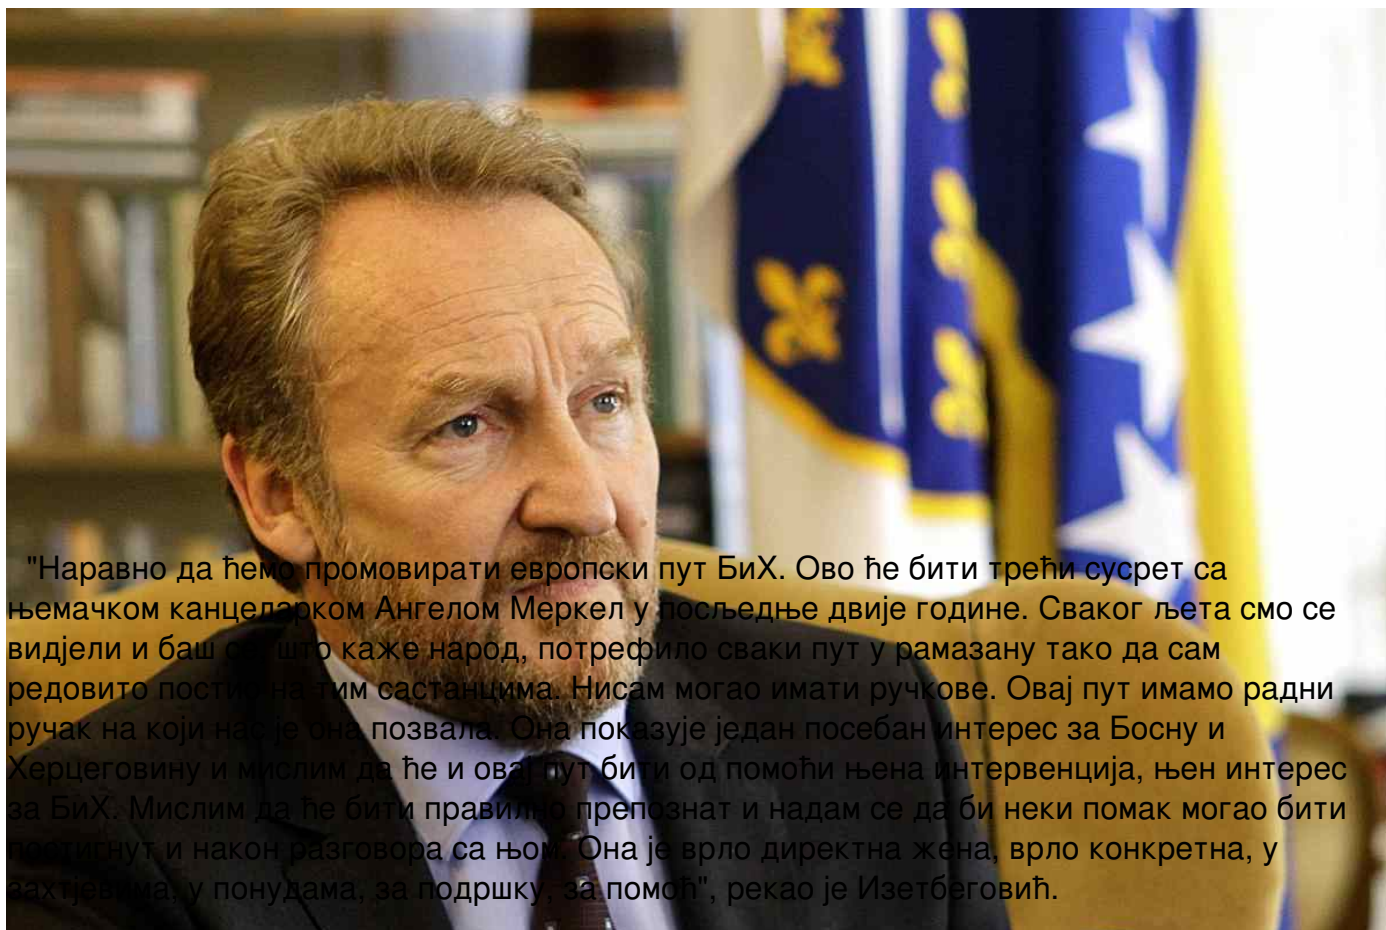 "Наравно да ћемо промовирати европски пут БиХ. Ово ће бити трећи сусрет са
њемачком канцеларком Ангелом Меркел у посљедње двије године. Сваког љета смо се
видјели и баш се, што каже народ, потрефило сваки пут у рамазану тако да сам
редовито постио на тим састанцима. Нисам могао имати ручкове. Овај пут имамо радни
ручак на који нас је она позвала. Она показује један посебан интерес за Босну и
Херцеговину и мислим да ће и овај пут бити од помоћи њена интервенција, њен интерес
за БиХ. Мислим да ће бити правилно препознат и надам се да би неки помак могао бити
постигнут и након разговора са њом. Она је врло директна жена, врло конкретна, у
захтјевима, у понудама, за подршку, за помоћ", рекао је Изетбеговић.